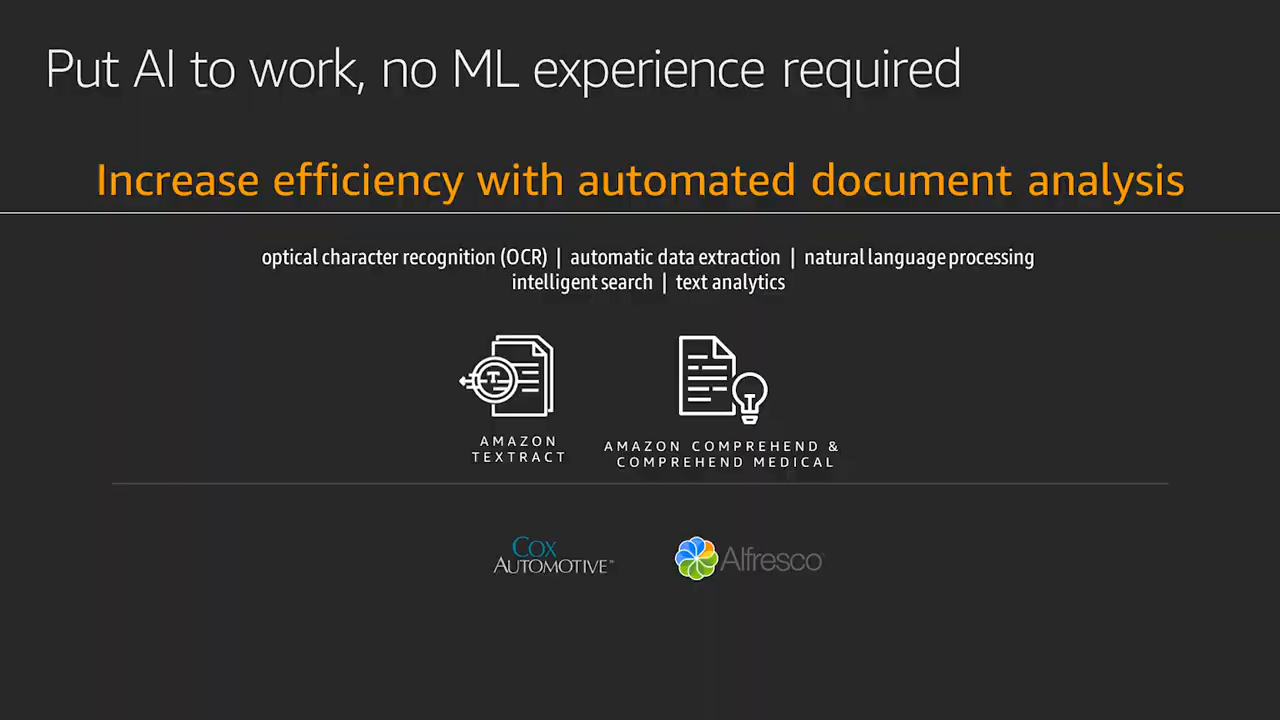 Put AI to work, no ML experience required
Increase efficiency with automated document analysis
optical character recognition (OCR) | automatic data extraction | natural language processing
intelligent search | text analytics
AMAZON
TEXTRACT
AMAZON COMPREHEND &
COMPREHEND MEDICAL
COX
AUTOMOTIVE™
Alfresco